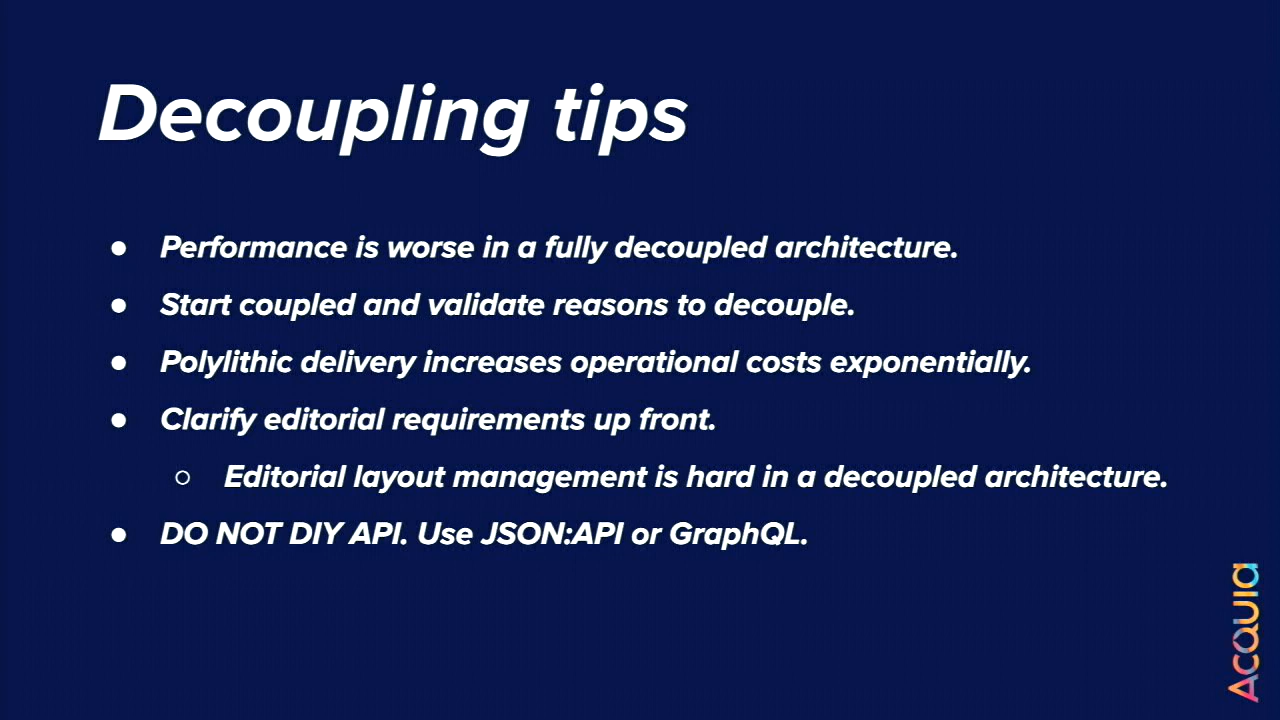 Decoupling tips
● Performance is worse in a fully decoupled architecture.
● Start coupled and validate reasons to decouple.
● Polylithic delivery increases operational costs exponentially.
● Clarify editorial requirements up front.
○ Editorial layout management is hard in a decoupled architecture.
● DO NOT DIY API. Use JSON:API or GraphQL.
ACQUIA